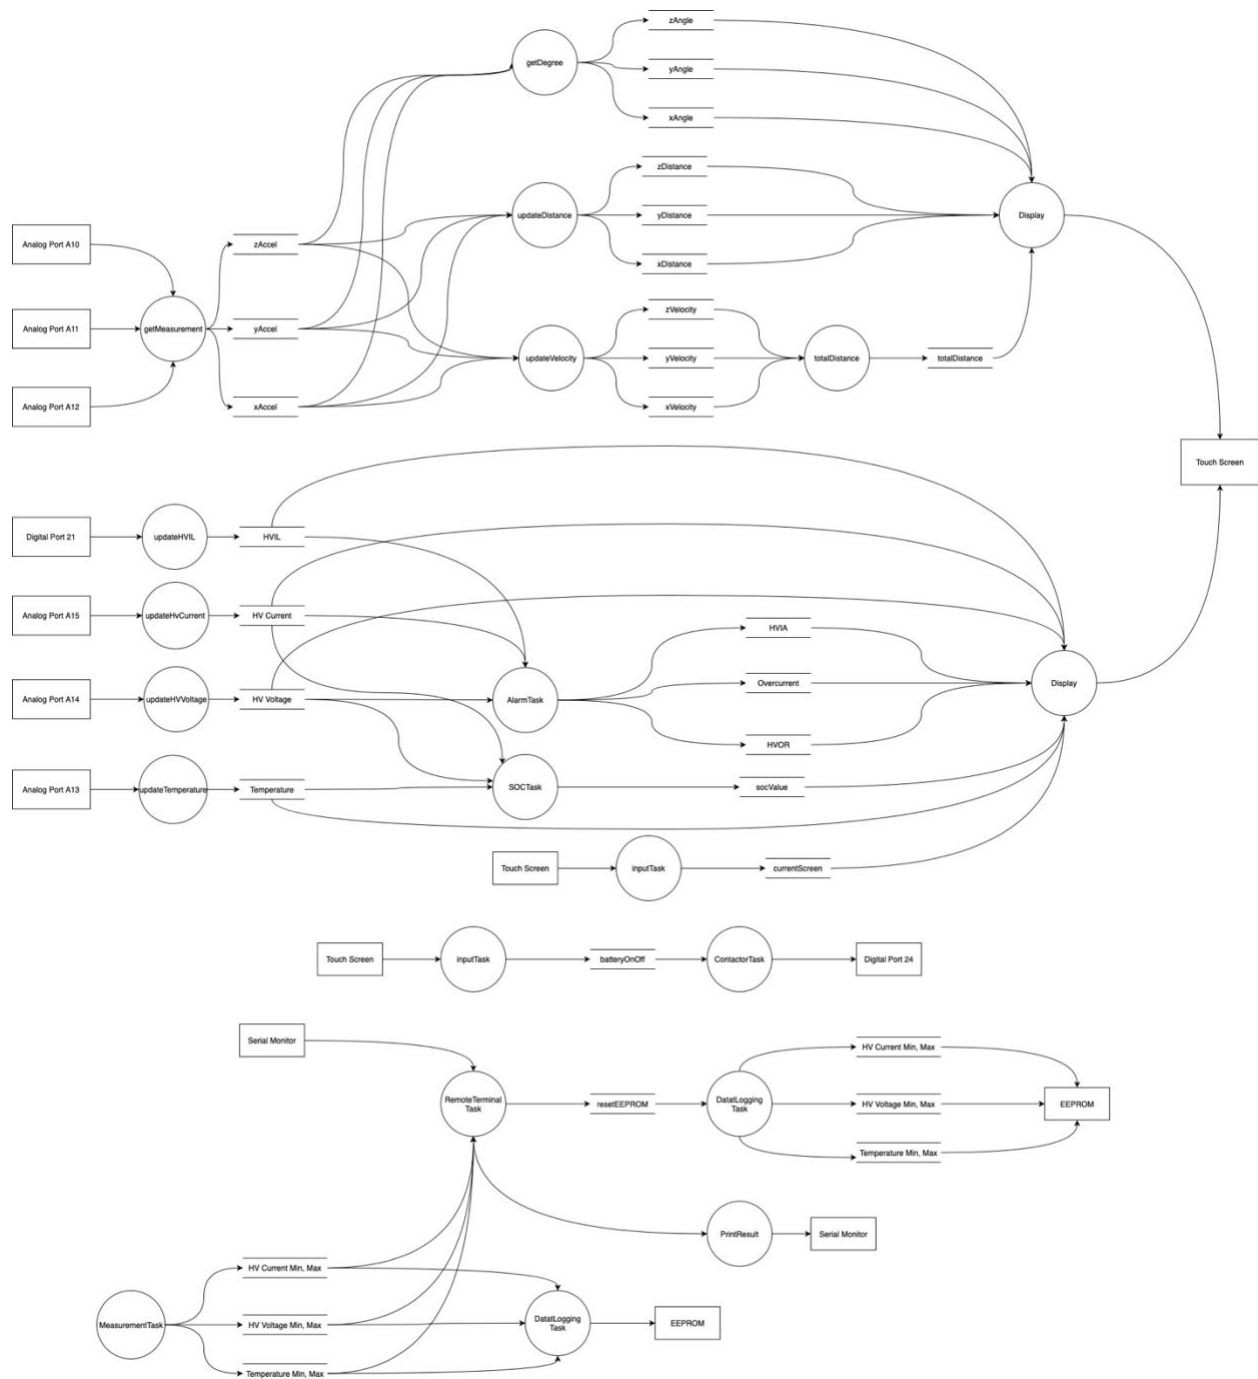 zAngle
getDegree
yAngle
xAngle
zDistance
updateDistance
yDistance
Display
xDistance
Analog Port A10
zAccel
zVelocity
Analog Port A11
getMeasurement
yAccel
updateVelocity
yVelocity
totalDistance
totalDistance
Analog Port A12
xAccel
xVelocity
Touch Screen
Digital Port 21
updateHVIL
HVIL
Analog Port A15
updateHvCurrent
HV Current
HVIA
Analog Port A14
updateHVVoltage
HV Voltage
AlarmTask
Overcurrent
Display
HVOR
Analog Port A13
updateTemperature
Temperature
SOCTask
socValue
Touch Screen
inputTask
currentScreen
Touch Screen
inputTask
batteryOnOff
ContactorTask
Digital Port 24
Serial Monitor
HV Current Min, Max
RemoteTerminal
Task
resetEEPROM
DatatLogging
Task
HV Voltage Min, Max
EEPROM
Temperature Min, Max
PrintResult
Serial Monitor
HV Current Min, Max
MeasurementTask
HV Voltage Min, Max
DatatLogging
Task
EEPROM
Temperature Min, Max